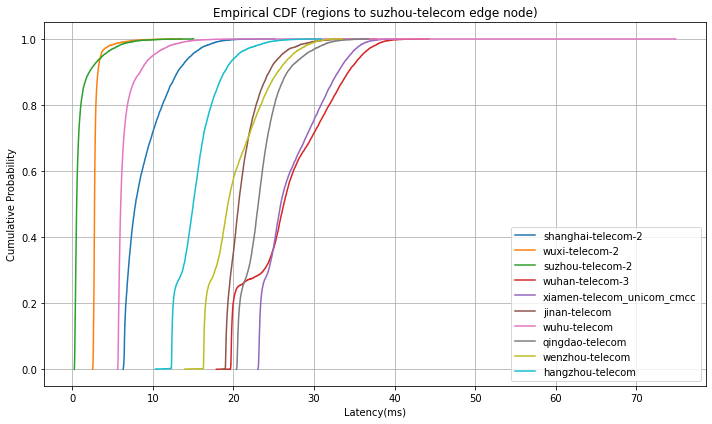 Empirical CDF (regions to suzhou-telecom edge node)
Cumulative Probability
1.0
0.8
0.6
0.4
0.2
0.0
shanghai-telecom-2
wuxi-telecom-2
suzhou-telecom-2
wuhan-telecom-3
xiamen-telecom_unicom_cmcc
jinan-telecom
wuhu-telecom
qingdao-telecom
wenzhou-telecom
hangzhou-telecom
0 10 20 30 40 50 60 70
Latency(ms)